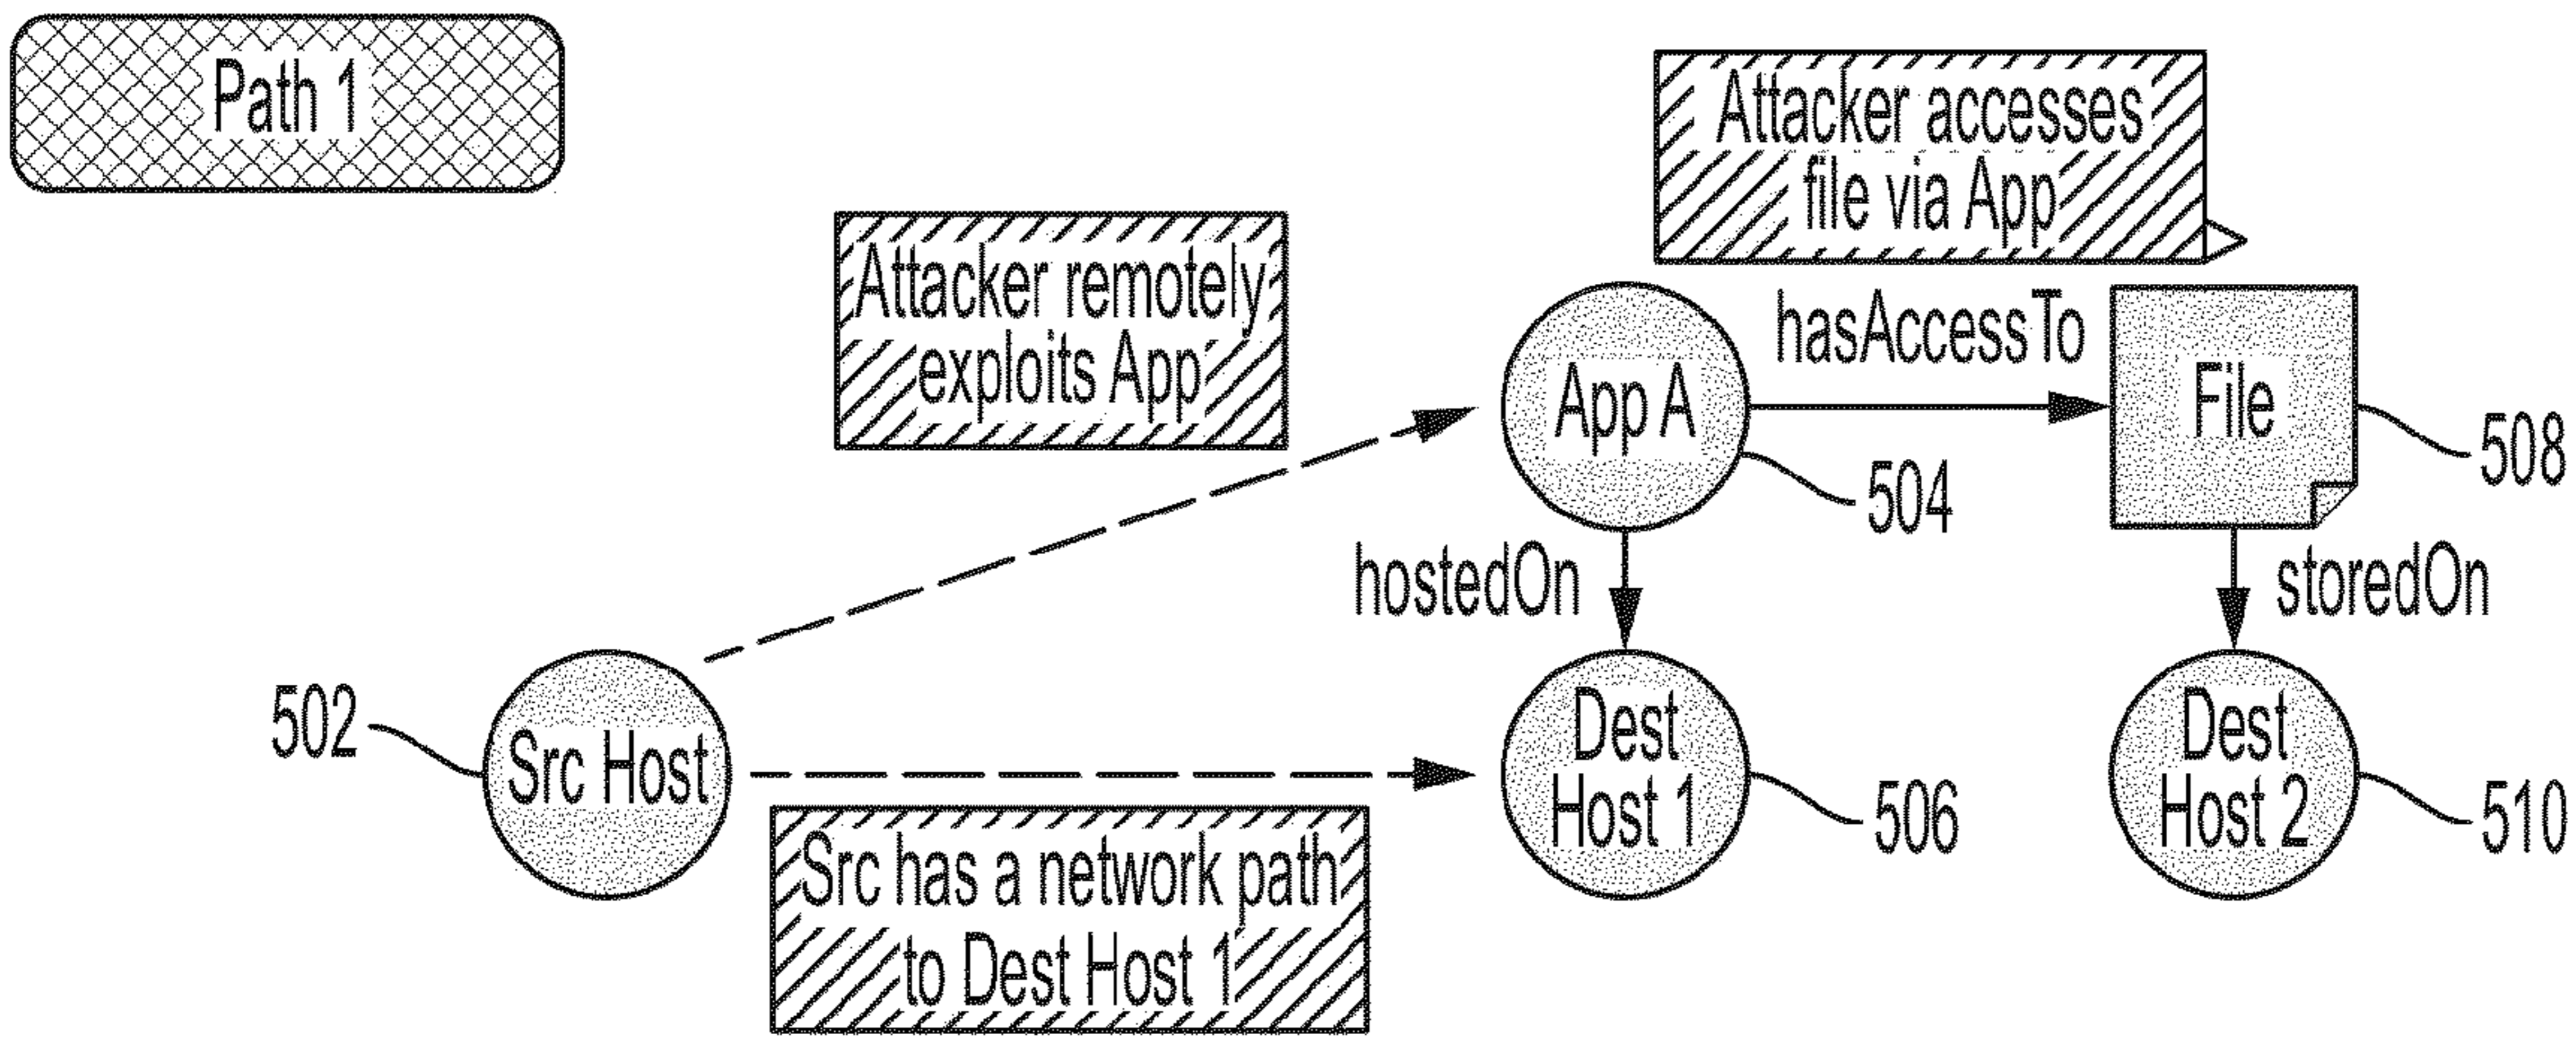 Path 1
Attacker accesses
file via App
Attacker remotely
exploits App
hasAccessTo
App A
File
508
504
hostedOn
storedOn
502
Src Host
Dest
Host 1
506
Dest
Host 2
510
Src has a network path
to Dest Host 1